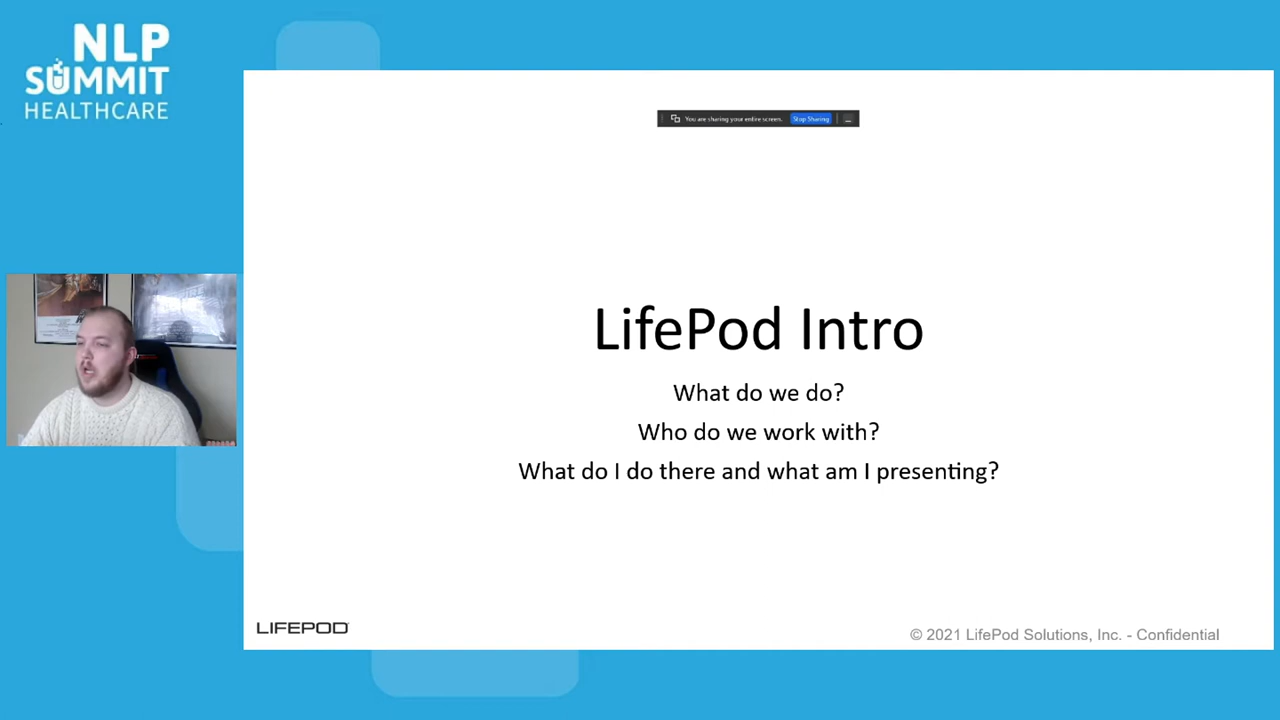 NLP
SUMMIT
HEALTHCARE
You are sharing your entire screen. Stop Sharing
LifePod Intro
What do we do?
Who do we work with?
What do I do there and what am I presenting?
LIFEPOD
© 2021 LifePod Solutions, Inc. - Confidential